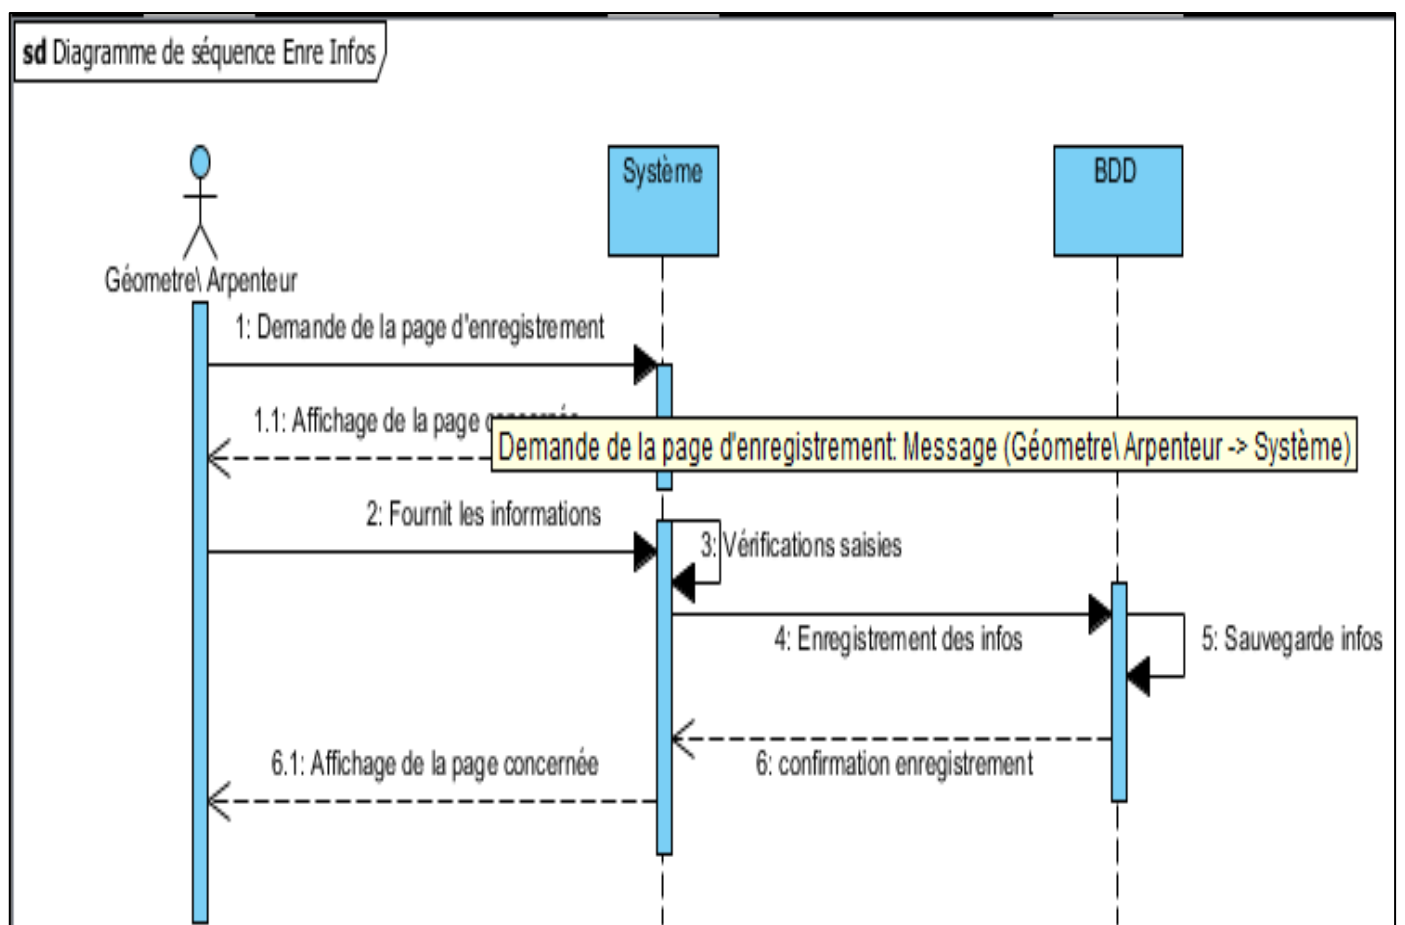 sd Diagramme de séquence Enre Infos
Système
BDD
Géometre\ Arpenteur
1: Demande de la page d'enregistrement
1.1: Affichage de la page
Demande de la page d'enregistrement: Message (Géometre\ Arpenteur -> Système)
2: Fournit les informations
3: Vérifications saisies
4: Enregistrement des infos
5: Sauvegarde infos
6.1: Affichage de la page concernée
6: confirmation enregistrement